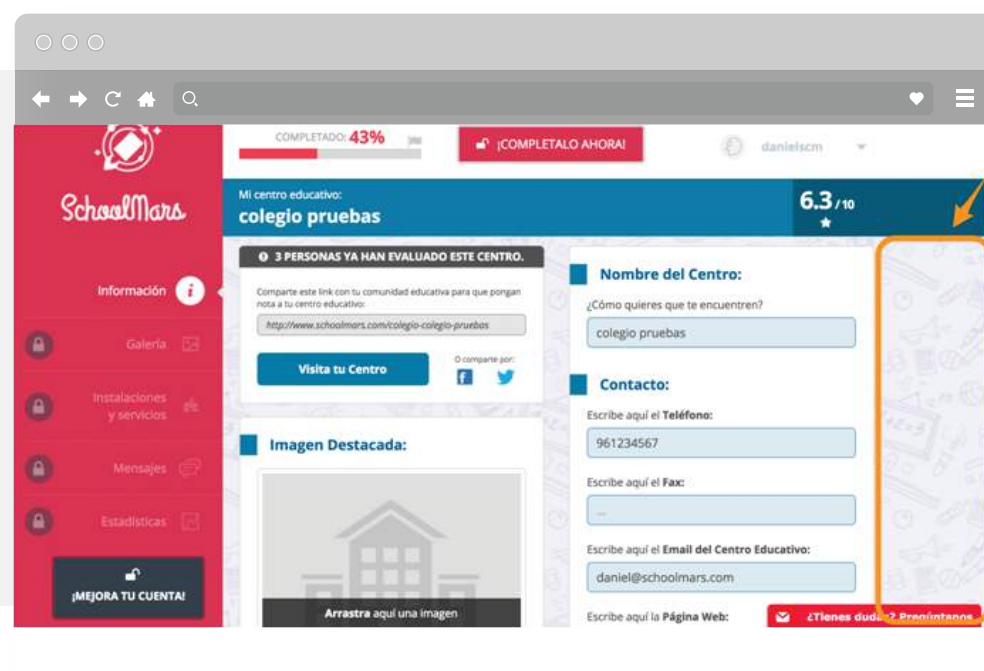 COMPLETADO: 43%
¡COMPLETALO AHORA!
danielscm
SchoolMars
Mi centro educativo:
colegio pruebas
6.3 / 10
Información
Galería
Instalaciones
y servicios
Mensajes
Estadísticas
¡MEJORA TU CUENTA!
3 PERSONAS YA HAN EVALUADO ESTE CENTRO.
Comparte este link con tu comunidad educativa para que pongan
nota a tu centro educativo:
http://www.schoolmars.com/colegio-colegio-pruebas
Visita tu Centro
O comparte por:
Imagen Destacada:
Arrastra aquí una imagen
Nombre del Centro:
¿Cómo quieres que te encuentren?
colegio pruebas
Contacto:
Escribe aquí el Teléfono:
961234567
Escribe aquí el Fax:
...
Escribe aquí el Email del Centro Educativo:
daniel@schoolmars.com
Escribe aquí la Página Web:
¿Tienes dudas? Pregúntanos